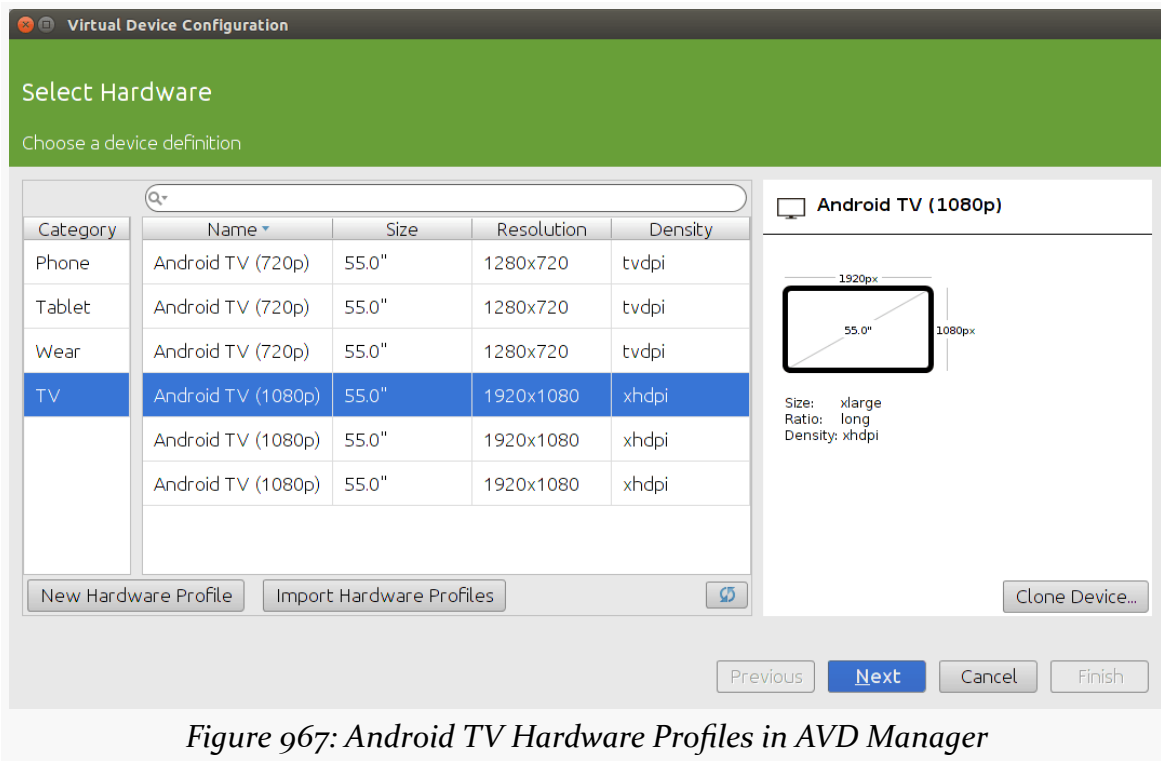 Virtual Device Configuration
Select Hardware
Choose a device definition
Category
Phone
Tablet
Wear
TV
Name Size Resolution Density
Android TV (720p) 55.0" 1280x720 tvdpi
Android TV (720p) 55.0" 1280x720 tvdpi
Android TV (720p) 55.0" 1280x720 tvdpi
Android TV (1080p) 55.0" 1920x1080 xhdpi
Android TV (1080p) 55.0" 1920x1080 xhdpi
Android TV (1080p) 55.0" 1920x1080 xhdpi
New Hardware Profile Import Hardware Profiles
Android TV (1080p)
1920px
55.0"
1080px
Size: xlarge
Ratio: long
Density: xhdpi
Clone Device...
Previous Next Cancel Finish
Figure 967: Android TV Hardware Profiles in AVD Manager